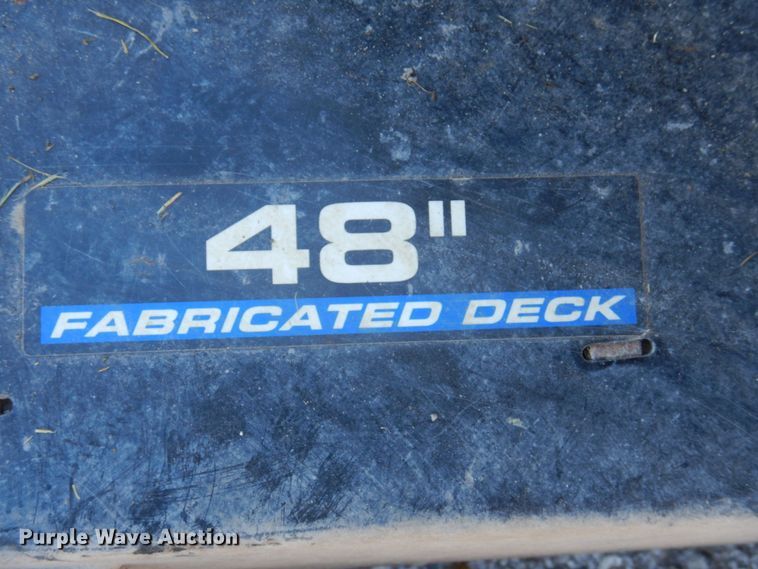 48"
FABRICATED DECK
Purple Wave Auction